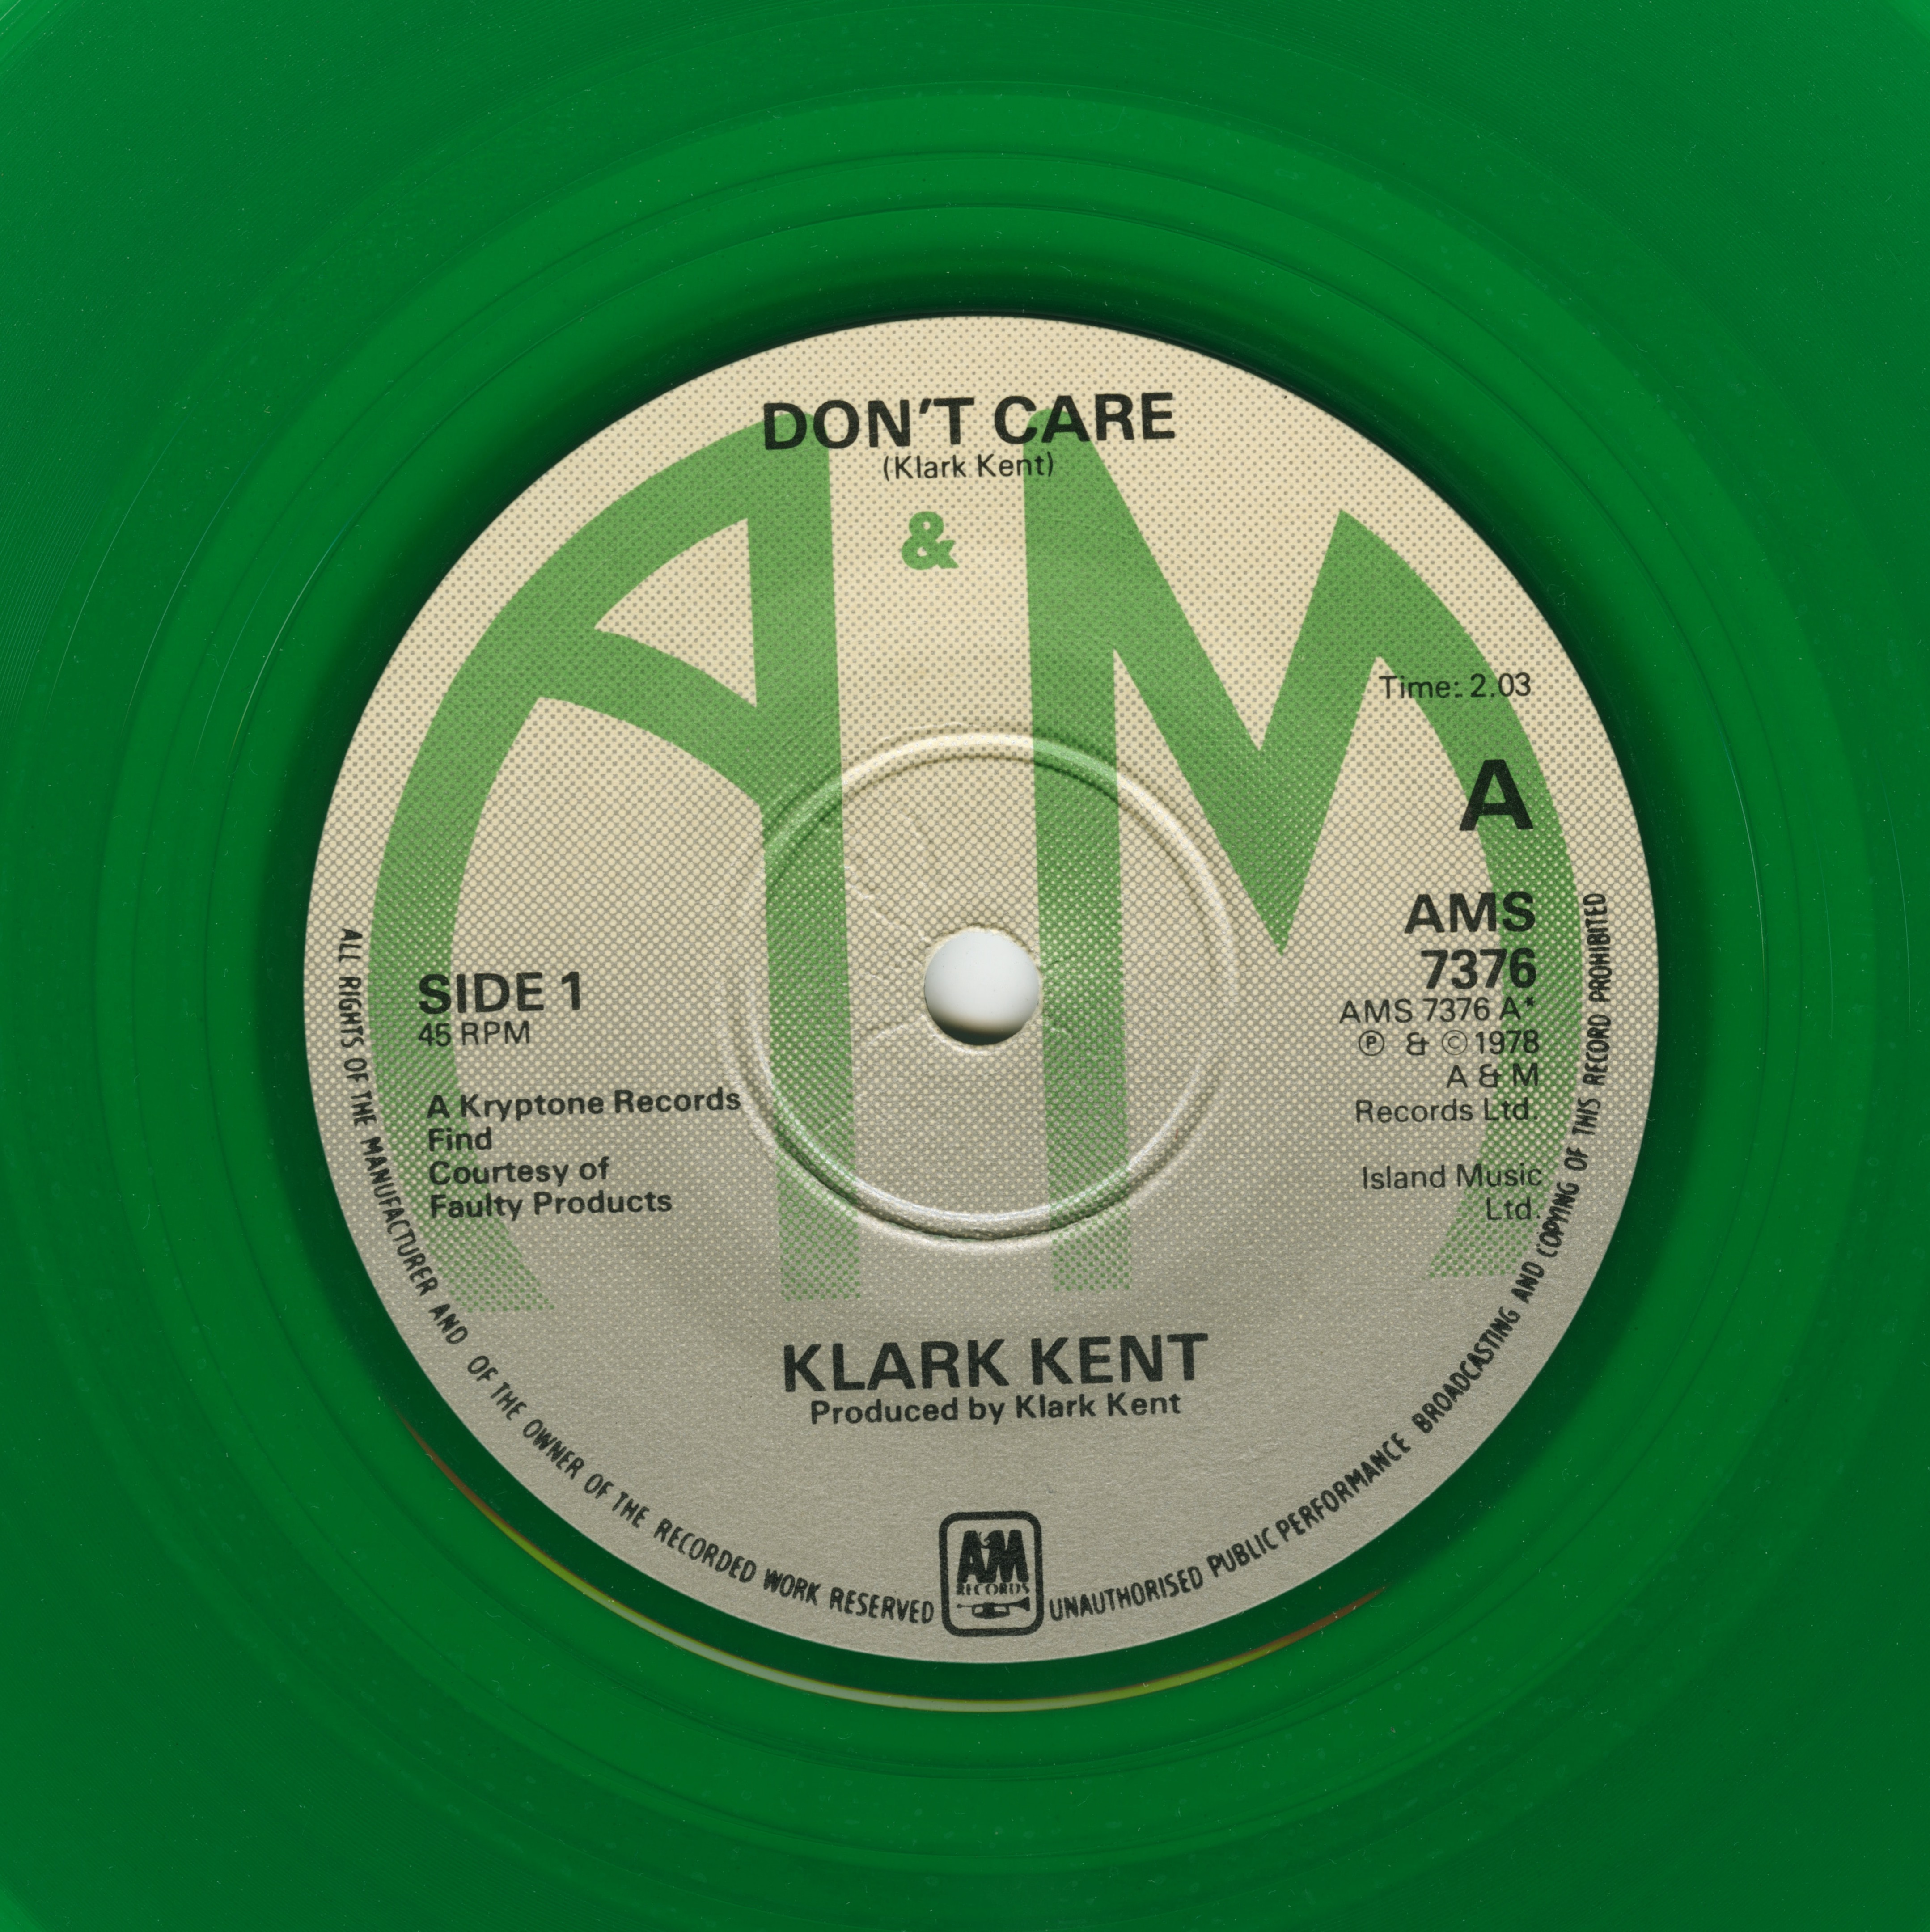 DON'T CARE
(Klark Kent)
A & M
Time: 2.03
A
AMS
7376
AMS 7376 A*
Ⓟ & © 1978
A & M
Records Ltd.
Island Music
Ltd.
SIDE 1
45 RPM
A Kryptone Records
Find
Courtesy of
Faulty Products
KLARK KENT
Produced by Klark Kent
ALL RIGHTS OF THE MANUFACTURER AND OF THE OWNER OF THE RECORDED WORK RESERVED
A&M
RECORDS
UNAUTHORISED PUBLIC PERFORMANCE BROADCASTING AND COPYING OF THIS RECORD PROHIBITED